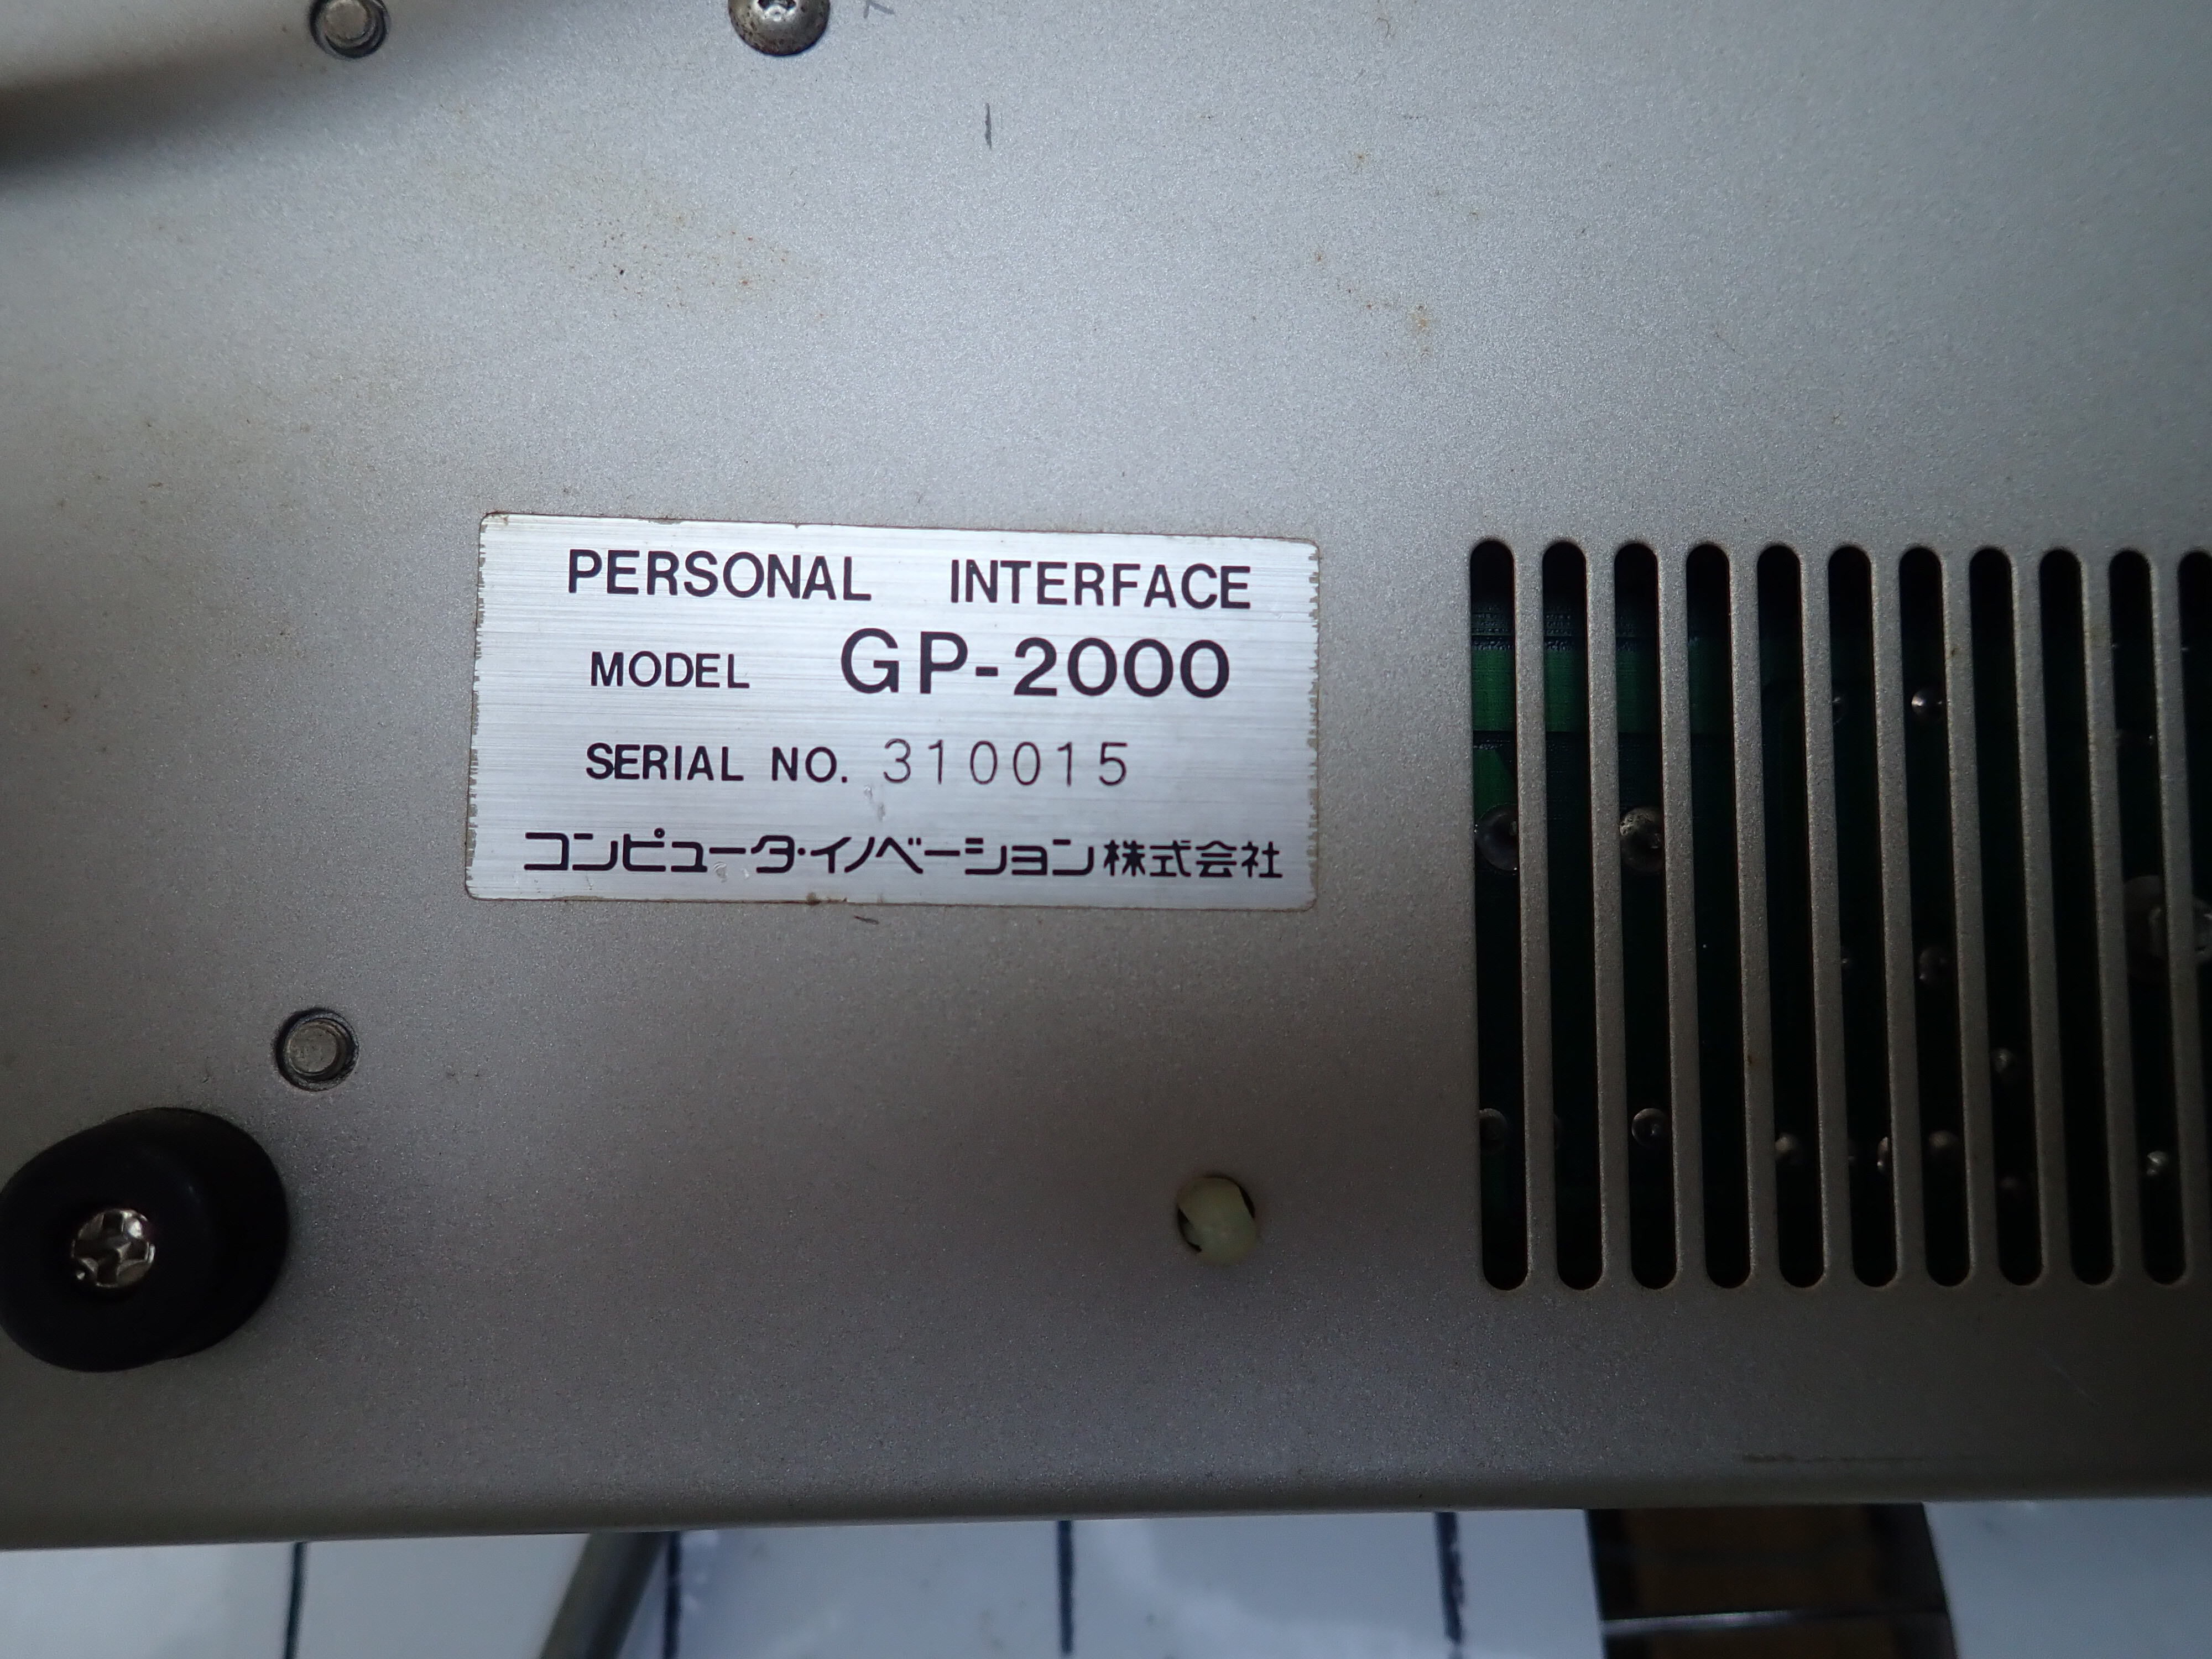 PERSONAL INTERFACE
MODEL GP-2000
SERIAL NO. 310015
コンピュータ・イノベーション株式会社